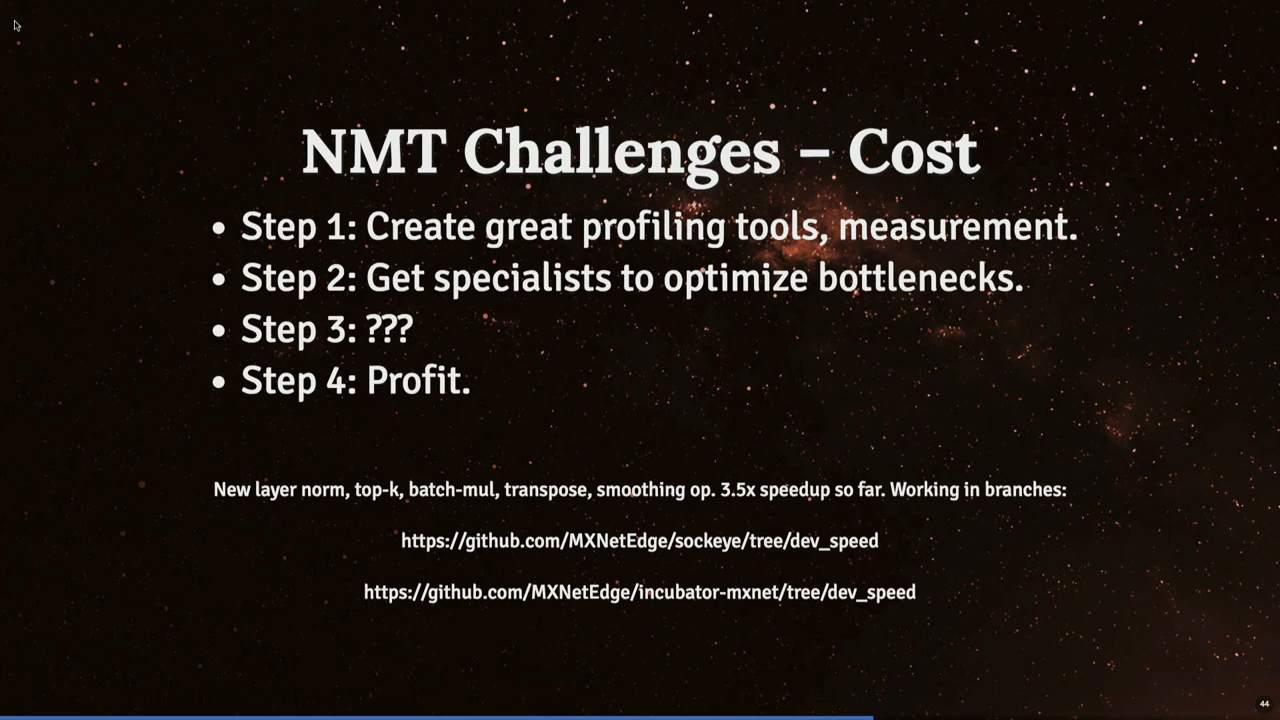 NMT Challenges – Cost
• Step 1: Create great profiling tools, measurement.
• Step 2: Get specialists to optimize bottlenecks.
• Step 3: ???
• Step 4: Profit.
New layer norm, top-k, batch-mul, transpose, smoothing op. 3.5x speedup so far. Working in branches:
https://github.com/MXNetEdge/sockeye/tree/dev_speed
https://github.com/MXNetEdge/incubator-mxnet/tree/dev_speed
44